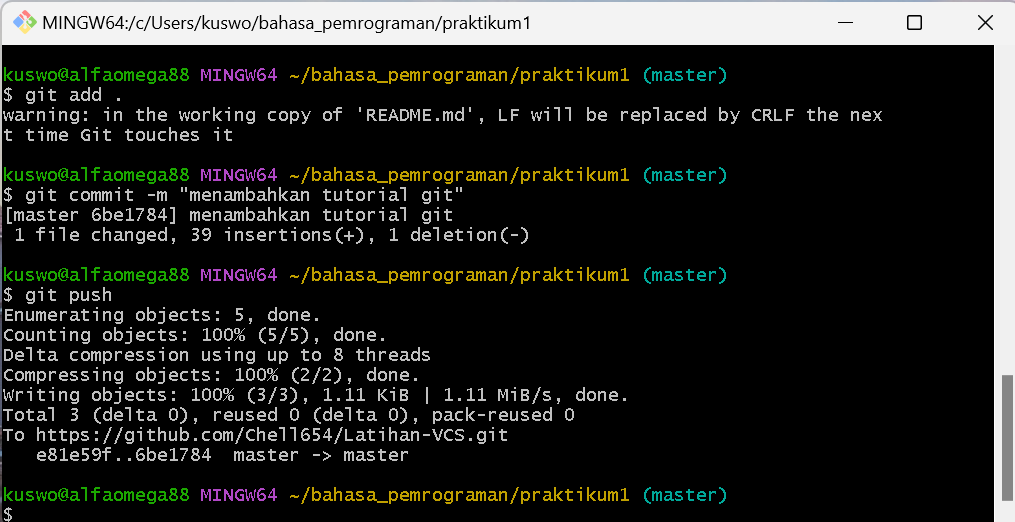 MINGW64:/c/Users/kuswo/bahasa_pemrograman/praktikum1
kuswo@alfaomega88 MINGW64 ~/bahasa_pemrograman/praktikum1 (master)
$ git add .
warning: in the working copy of 'README.md', LF will be replaced by CRLF the nex
t time Git touches it
kuswo@alfaomega88 MINGW64 ~/bahasa_pemrograman/praktikum1 (master)
$ git commit -m "menambahkan tutorial git"
[master 6be1784] menambahkan tutorial git
 1 file changed, 39 insertions(+), 1 deletion(-)
kuswo@alfaomega88 MINGW64 ~/bahasa_pemrograman/praktikum1 (master)
$ git push
Enumerating objects: 5, done.
Counting objects: 100% (5/5), done.
Delta compression using up to 8 threads
Compressing objects: 100% (2/2), done.
Writing objects: 100% (3/3), 1.11 KiB | 1.11 MiB/s, done.
Total 3 (delta 0), reused 0 (delta 0), pack-reused 0
To https://github.com/Chell654/Latihan-VCS.git
   e81e59f..6be1784  master -> master
kuswo@alfaomega88 MINGW64 ~/bahasa_pemrograman/praktikum1 (master)
$